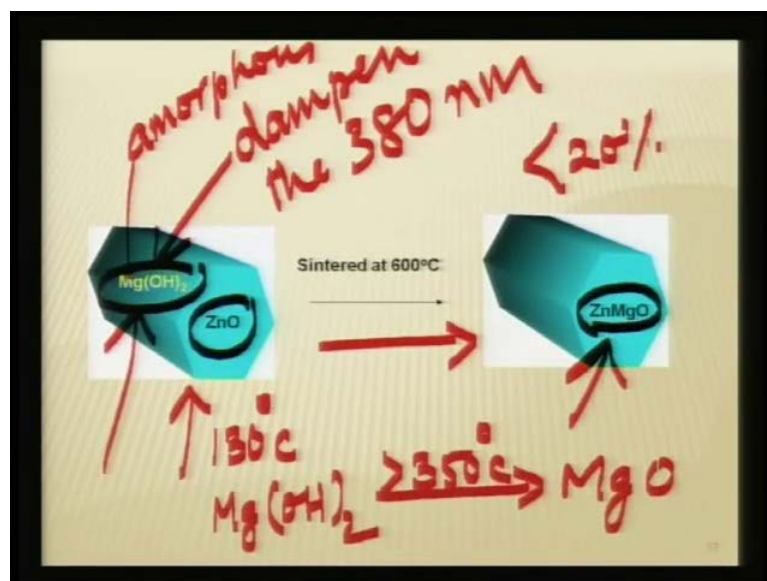 amorphous
dampen
the 380 nm
<20%
Mg(OH)₂
ZnO
Sintered at 600°C
ZnMgO
130°C
Mg(OH)₂ >350°C MgO